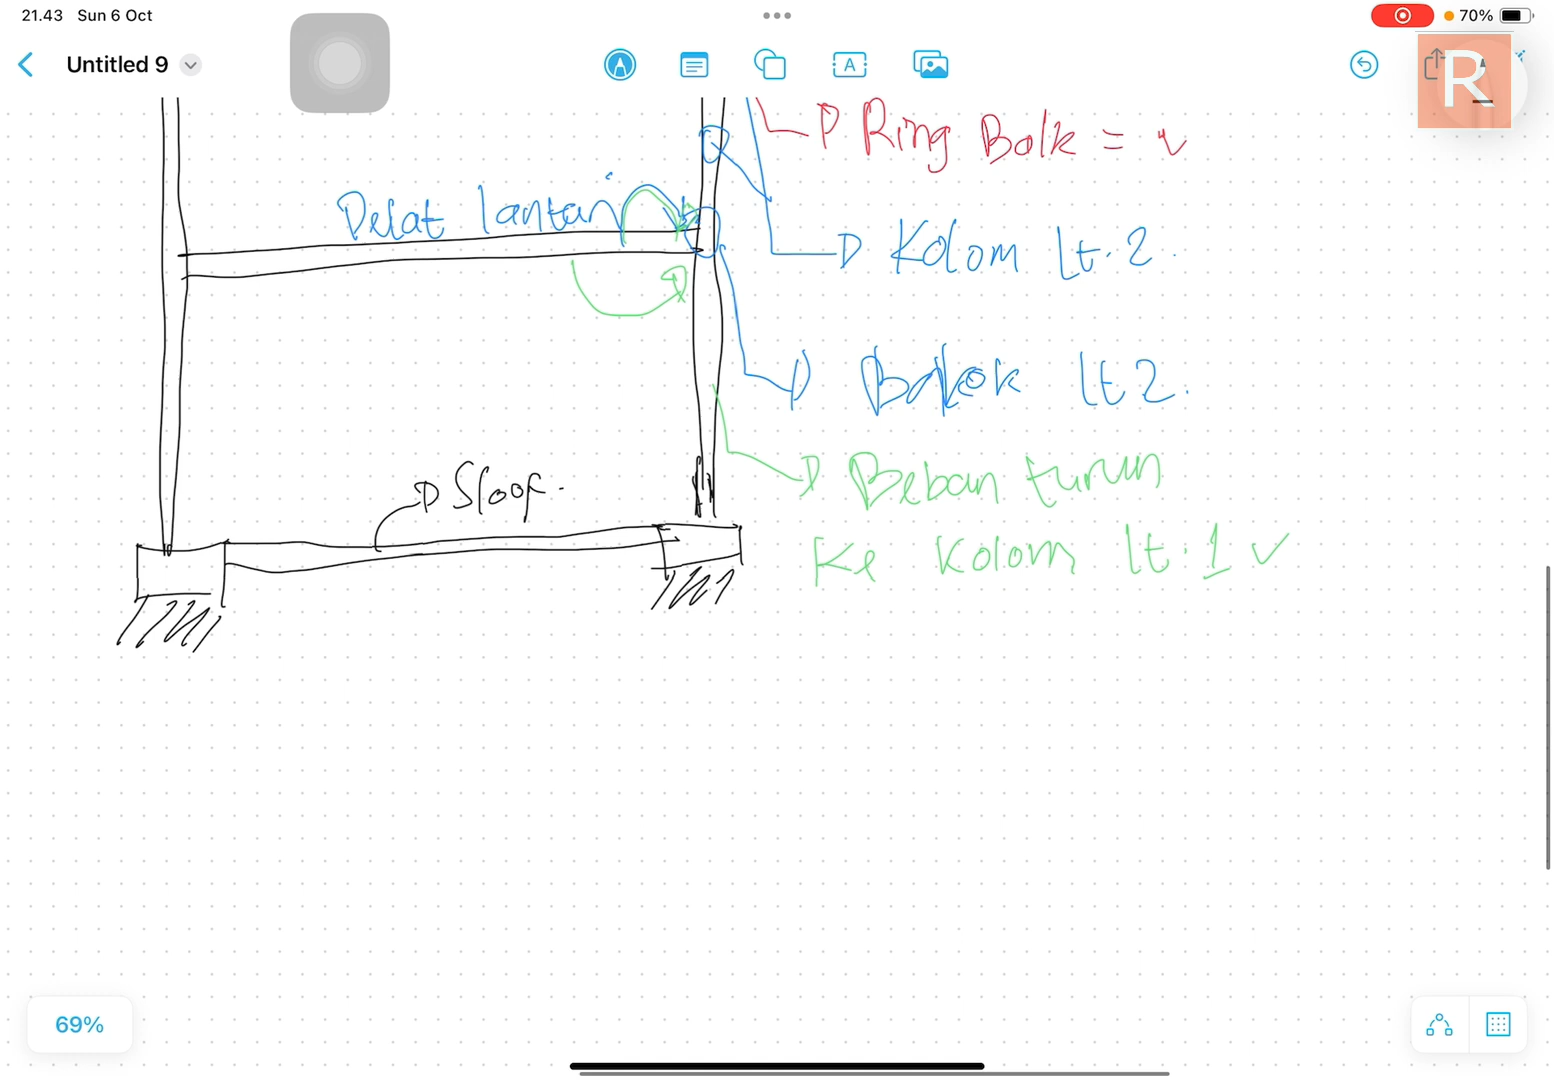 21.43 Sun 6 Oct
70%
Untitled 9
A
R
Ring Balk =
Pelat lantai
Kolom lt. 2.
Balok lt 2.
Sloof.
Beban turun
Ke Kolom lt. 1 ✓
69%